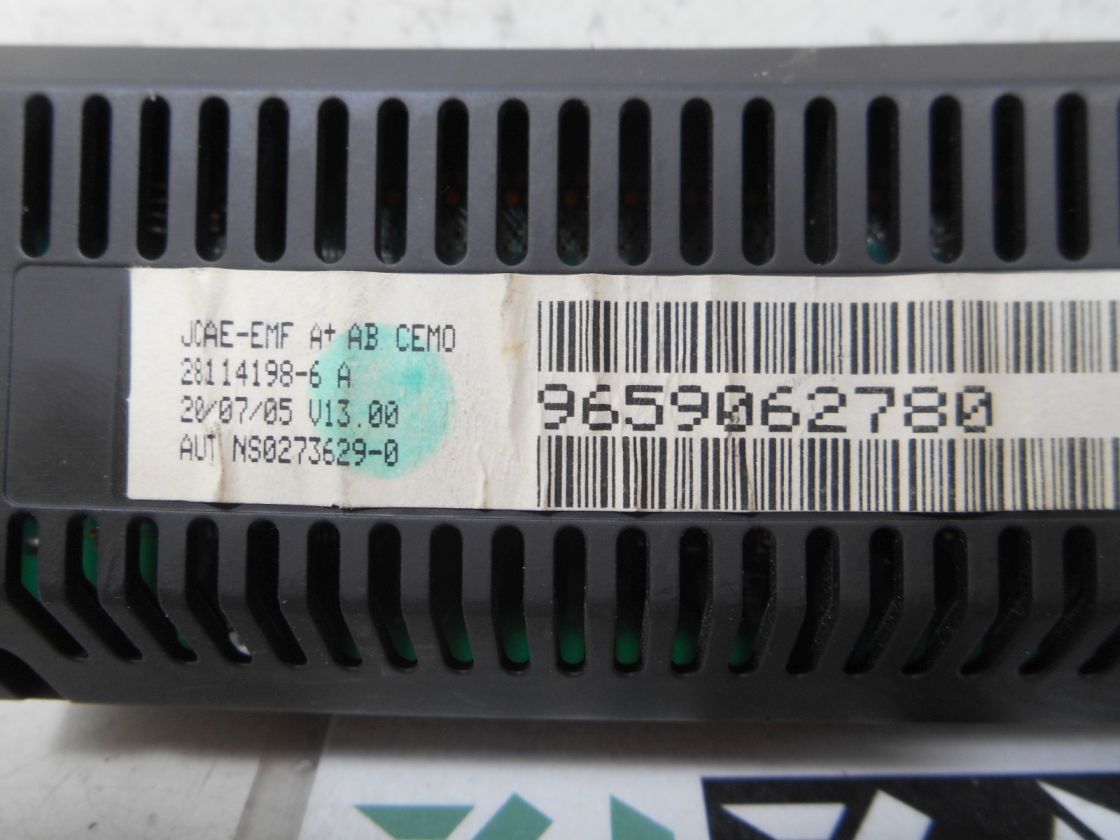 JCAE-EMF A+ AB CEMO
28114198-6 A
20/07/05 V13.00
AUT NS0273629-0
9659062780